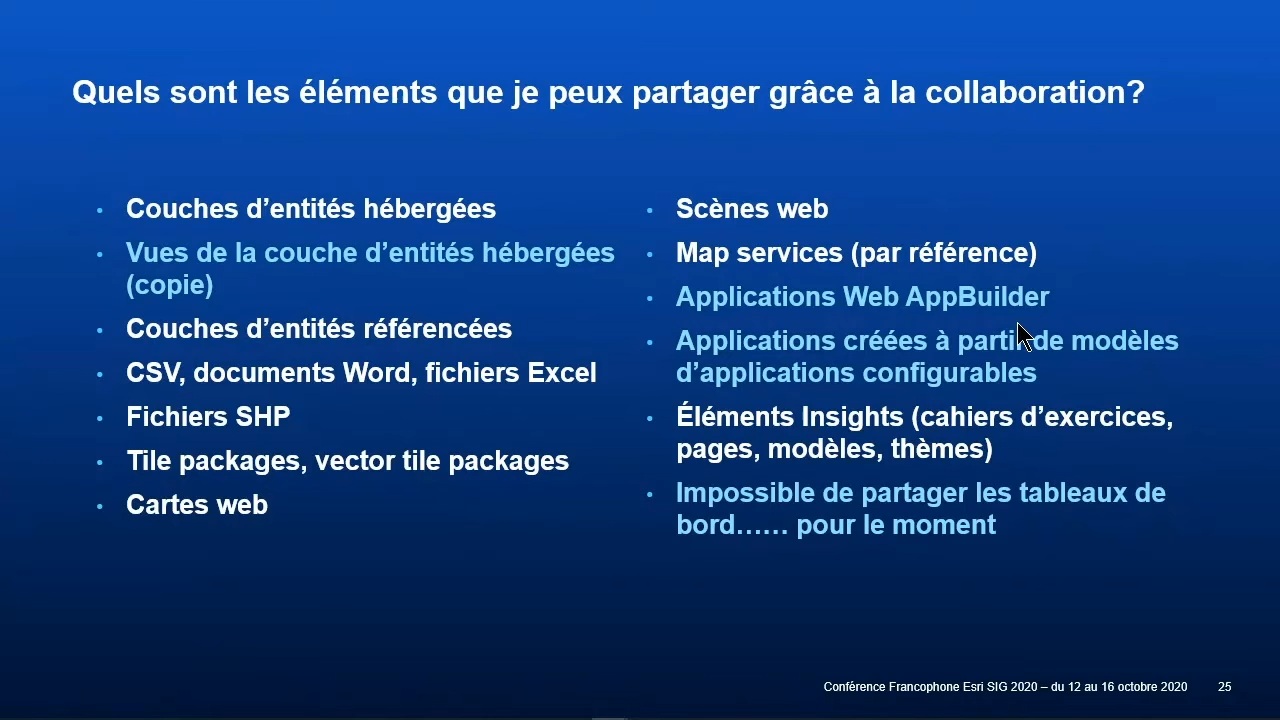 Quels sont les éléments que je peux partager grâce à la collaboration?
Couches d’entités hébergées
Vues de la couche d’entités hébergées
(copie)
Couches d’entités référencées
CSV, documents Word, fichiers Excel
Fichiers SHP
Tile packages, vector tile packages
Cartes web
Scènes web
Map services (par référence)
Applications Web AppBuilder
Applications créées à partir de modèles
d’applications configurables
Éléments Insights (cahiers d’exercices,
pages, modèles, thèmes)
Impossible de partager les tableaux de
bord…… pour le moment
Conférence Francophone Esri SIG 2020 – du 12 au 16 octobre 2020 25